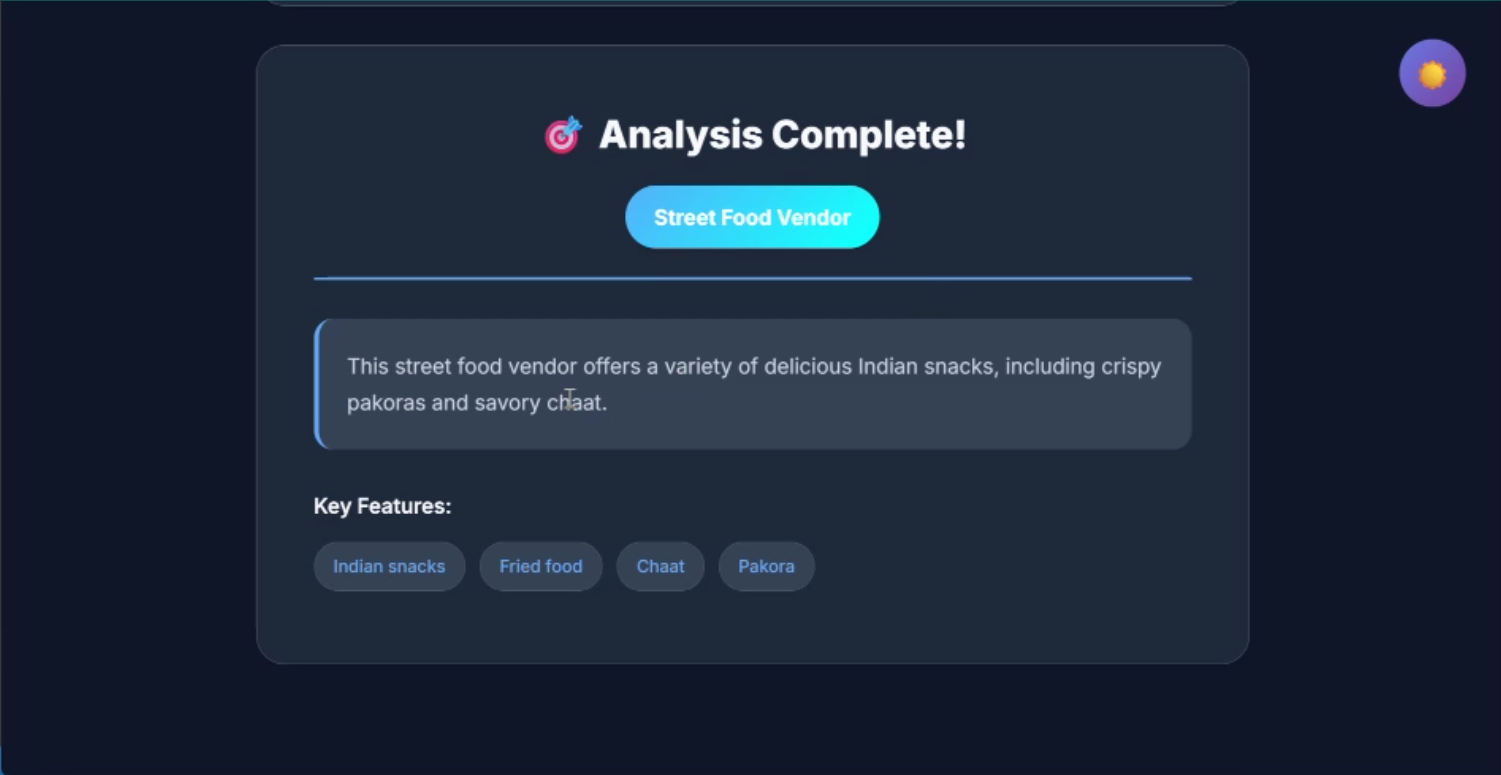 Analysis Complete!
Street Food Vendor
This street food vendor offers a variety of delicious Indian snacks, including crispy
pakoras and savory chaat.
Key Features:
Indian snacks
Fried food
Chaat
Pakora